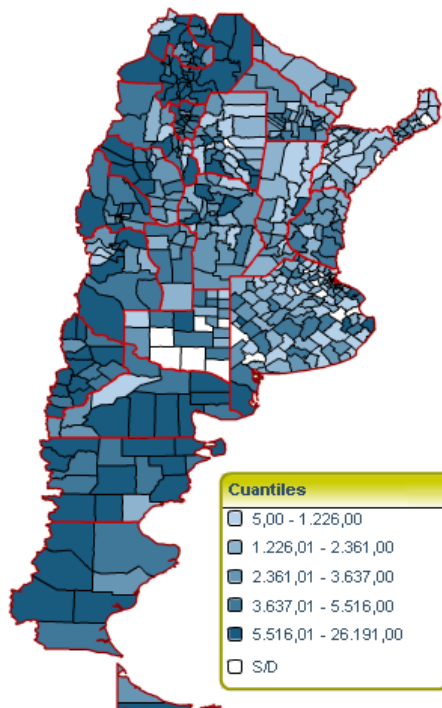 Cuantiles
5,00 - 1.226,00
1.226,01 - 2.361,00
2.361,01 - 3.637,00
3.637,01 - 5.516,00
5.516,01 - 26.191,00
S/D